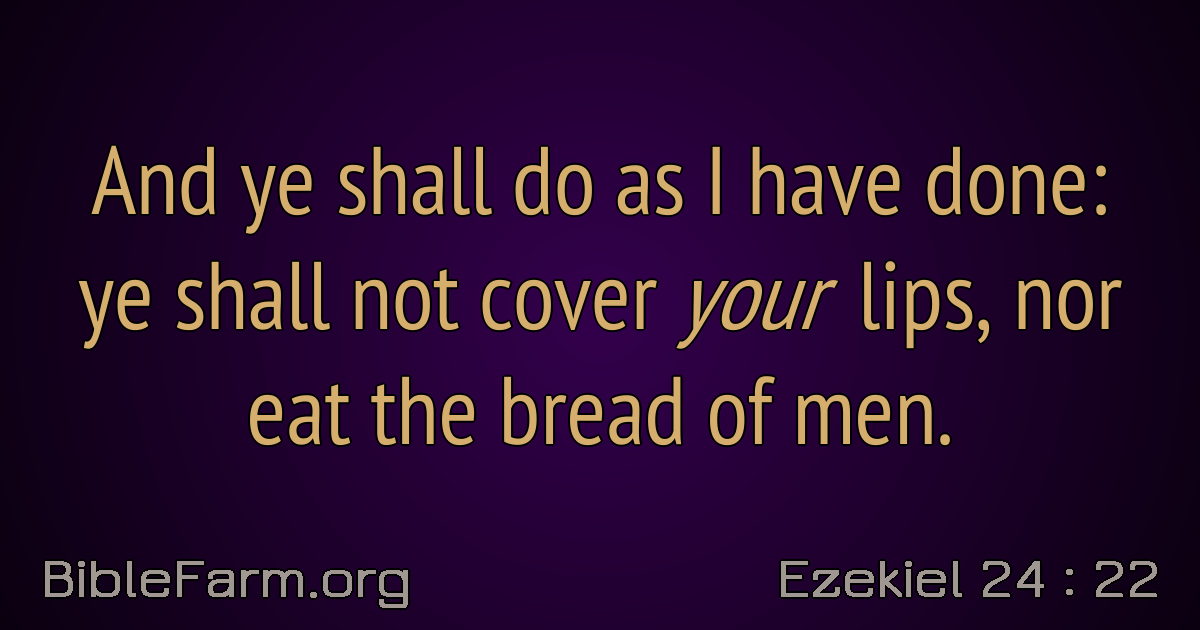 And ye shall do as I have done:
ye shall not cover your lips, nor
eat the bread of men.
BibleFarm.org
Ezekiel 24 : 22